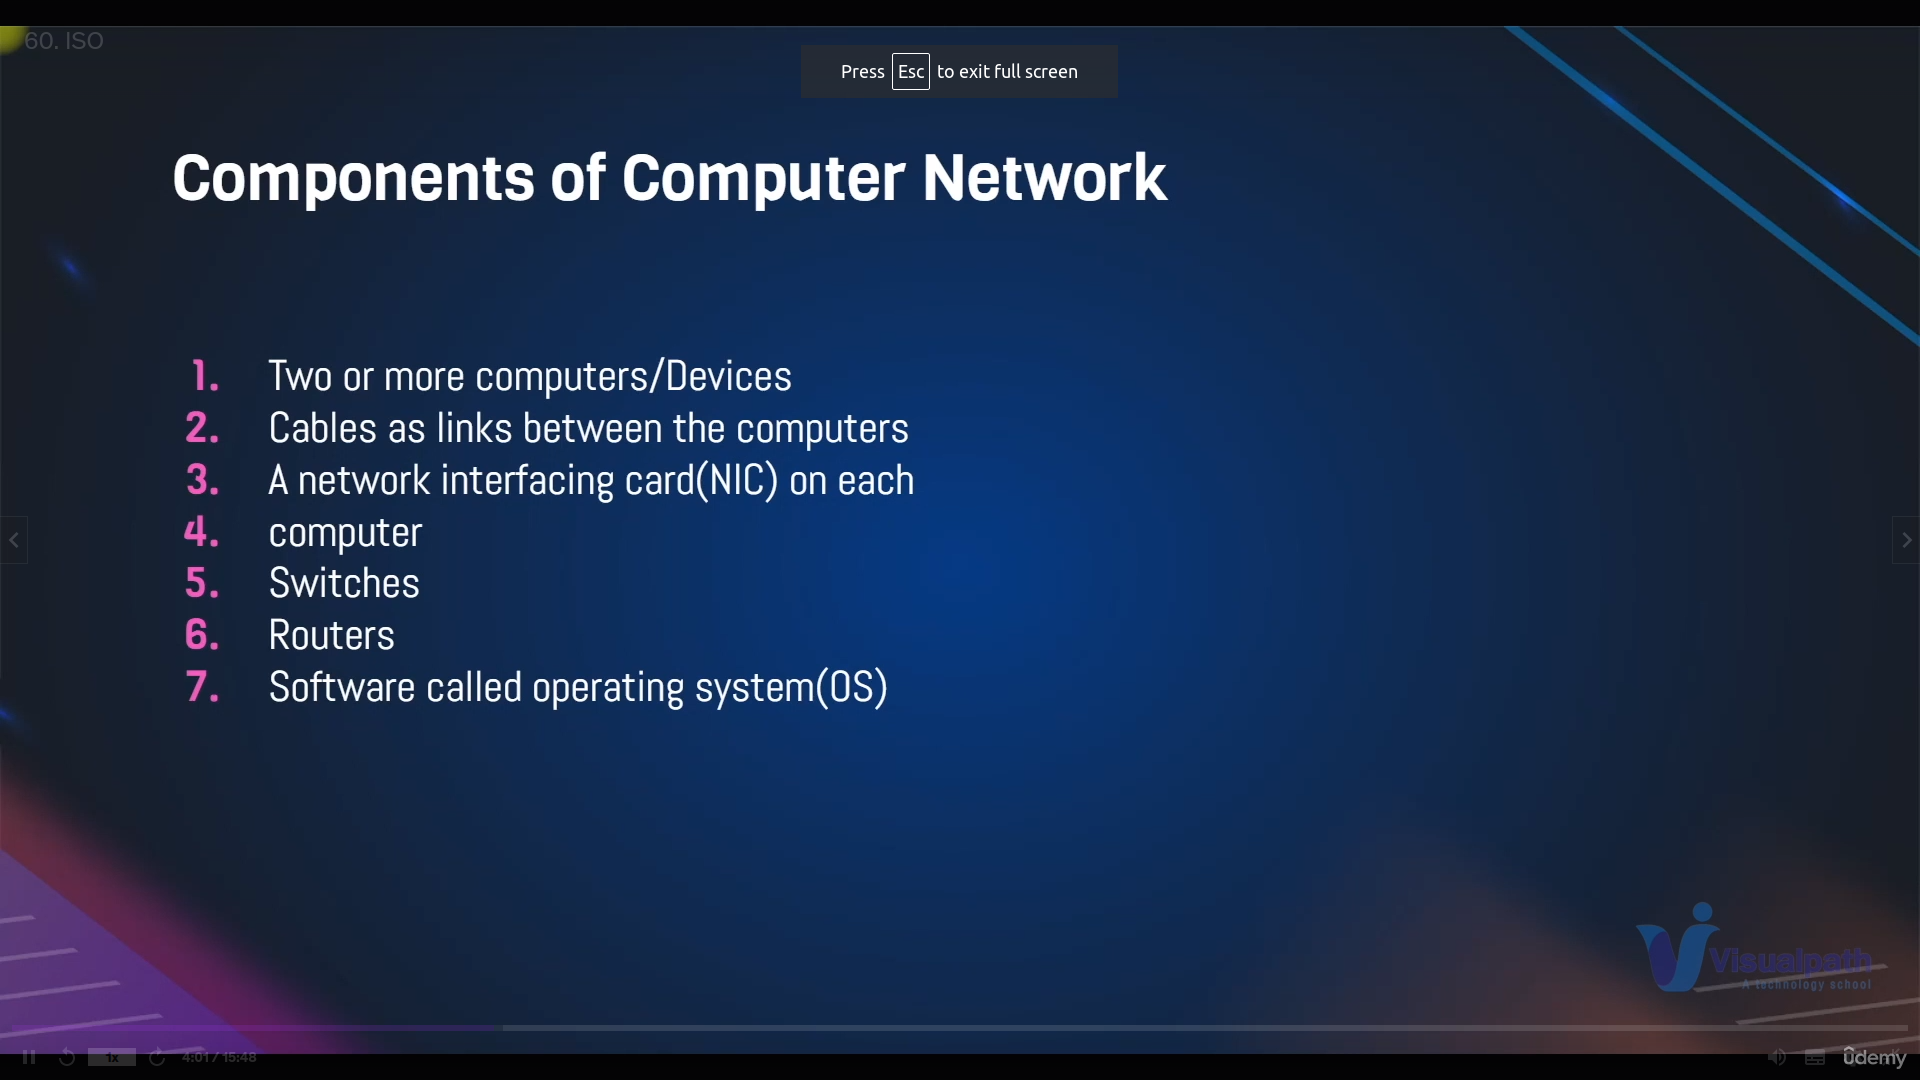 60. ISO
Press Esc to exit full screen
Components of Computer Network
1. Two or more computers/Devices
2. Cables as links between the computers
3. A network interfacing card(NIC) on each
4. computer
5. Switches
6. Routers
7. Software called operating system(OS)
Visualpath
A technology school
1x
4:01 / 15:48
ûdemy